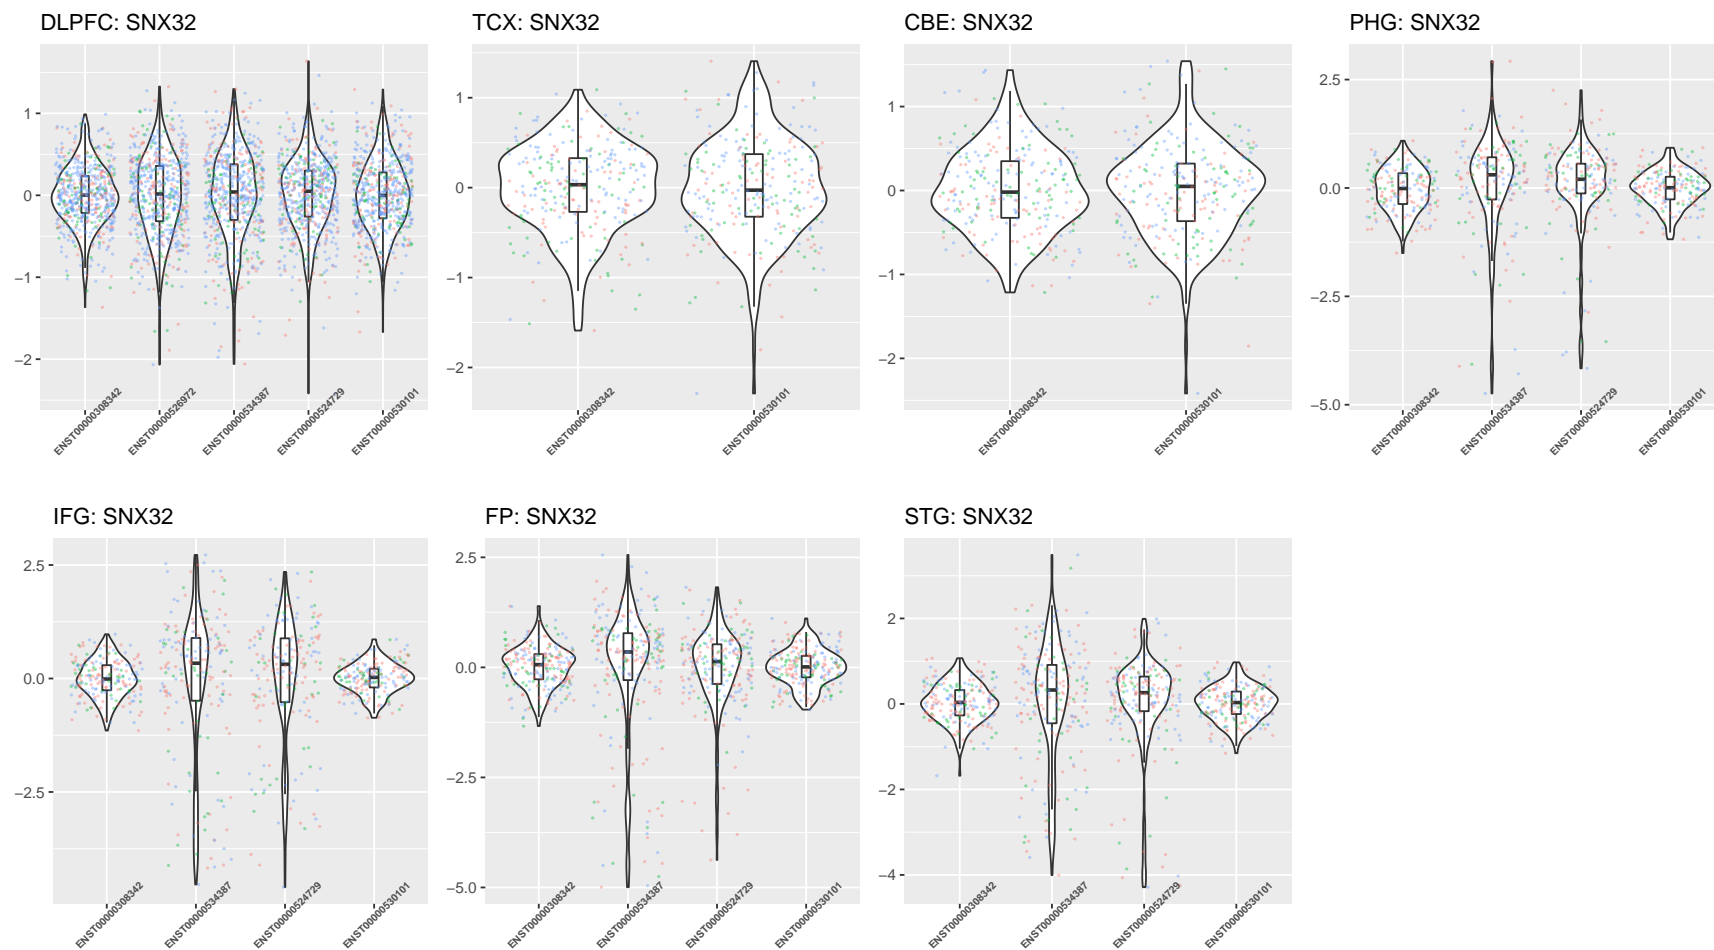 DLPFC: SNX32
1
0
−1
−2
ENST00000308342
ENST00000526972
ENST00000534387
ENST00000524729
ENST00000530101
TCX: SNX32
1
0
−1
−2
ENST00000308342
ENST00000530101
CBE: SNX32
1
0
−1
−2
ENST00000308342
ENST00000530101
PHG: SNX32
2.5
0.0
−2.5
−5.0
ENST00000308342
ENST00000534387
ENST00000524729
ENST00000530101
IFG: SNX32
2.5
0.0
−2.5
ENST00000308342
ENST00000534387
ENST00000524729
ENST00000530101
FP: SNX32
2.5
0.0
−2.5
−5.0
ENST00000308342
ENST00000534387
ENST00000524729
ENST00000530101
STG: SNX32
2
0
−2
−4
ENST00000308342
ENST00000534387
ENST00000524729
ENST00000530101